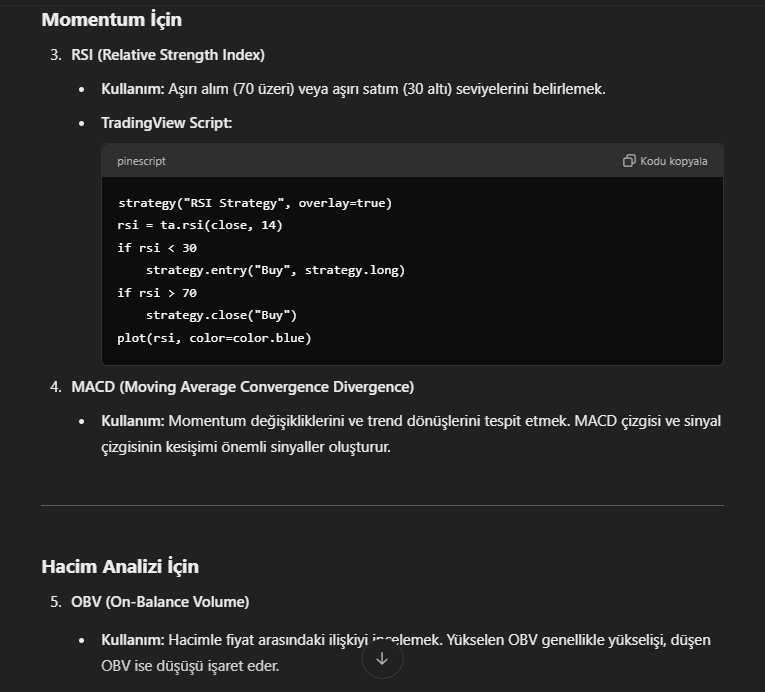 Momentum İçin
3. RSI (Relative Strength Index)
• Kullanım: Aşırı alım (70 üzeri) veya aşırı satım (30 altı) seviyelerini belirlemek.
• TradingView Script:
pinescript
Kodu kopyala
strategy("RSI Strategy", overlay=true)
rsi = ta.rsi(close, 14)
if rsi < 30
    strategy.entry("Buy", strategy.long)
if rsi > 70
    strategy.close("Buy")
plot(rsi, color=color.blue)
4. MACD (Moving Average Convergence Divergence)
• Kullanım: Momentum değişikliklerini ve trend dönüşlerini tespit etmek. MACD çizgisi ve sinyal
çizgisinin kesişimi önemli sinyaller oluşturur.
Hacim Analizi İçin
5. OBV (On-Balance Volume)
• Kullanım: Hacimle fiyat arasındaki ilişkiyi incelemek. Yükselen OBV genellikle yükselişi, düşen
OBV ise düşüşü işaret eder.